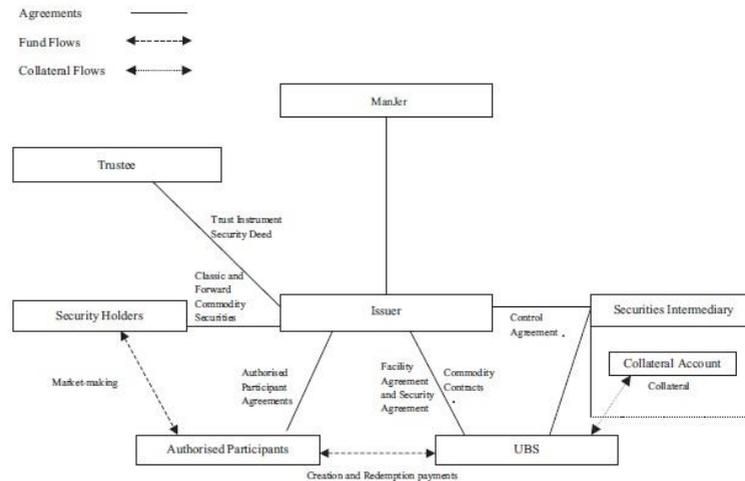 Agreements
Fund Flows
Collateral Flows
ManJer
Trustee
Trust Instrument
Security Deed
Classic and
Forward
Commodity
Securities
Security Holders
Issuer
Securities Intermediary
Control
Agreement
Collateral Account
Collateral
Market-making
Authorised
Participant
Agreements
Facility
Agreement
and Security
Agreement
Commodity
Contracts
Authorised Participants
UBS
Creation and Redemption payments